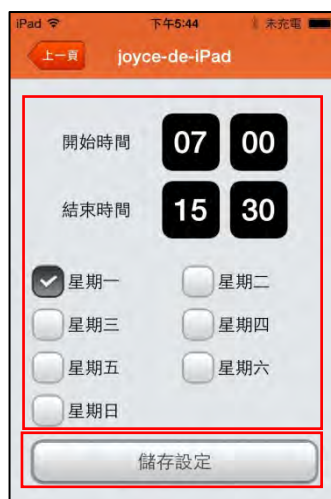 iPad 下午5:44 未充電
上一頁 joyce-de-iPad
開始時間 07 00
結束時間 15 30
星期一 星期二
星期三 星期四
星期五 星期六
星期日
儲存設定